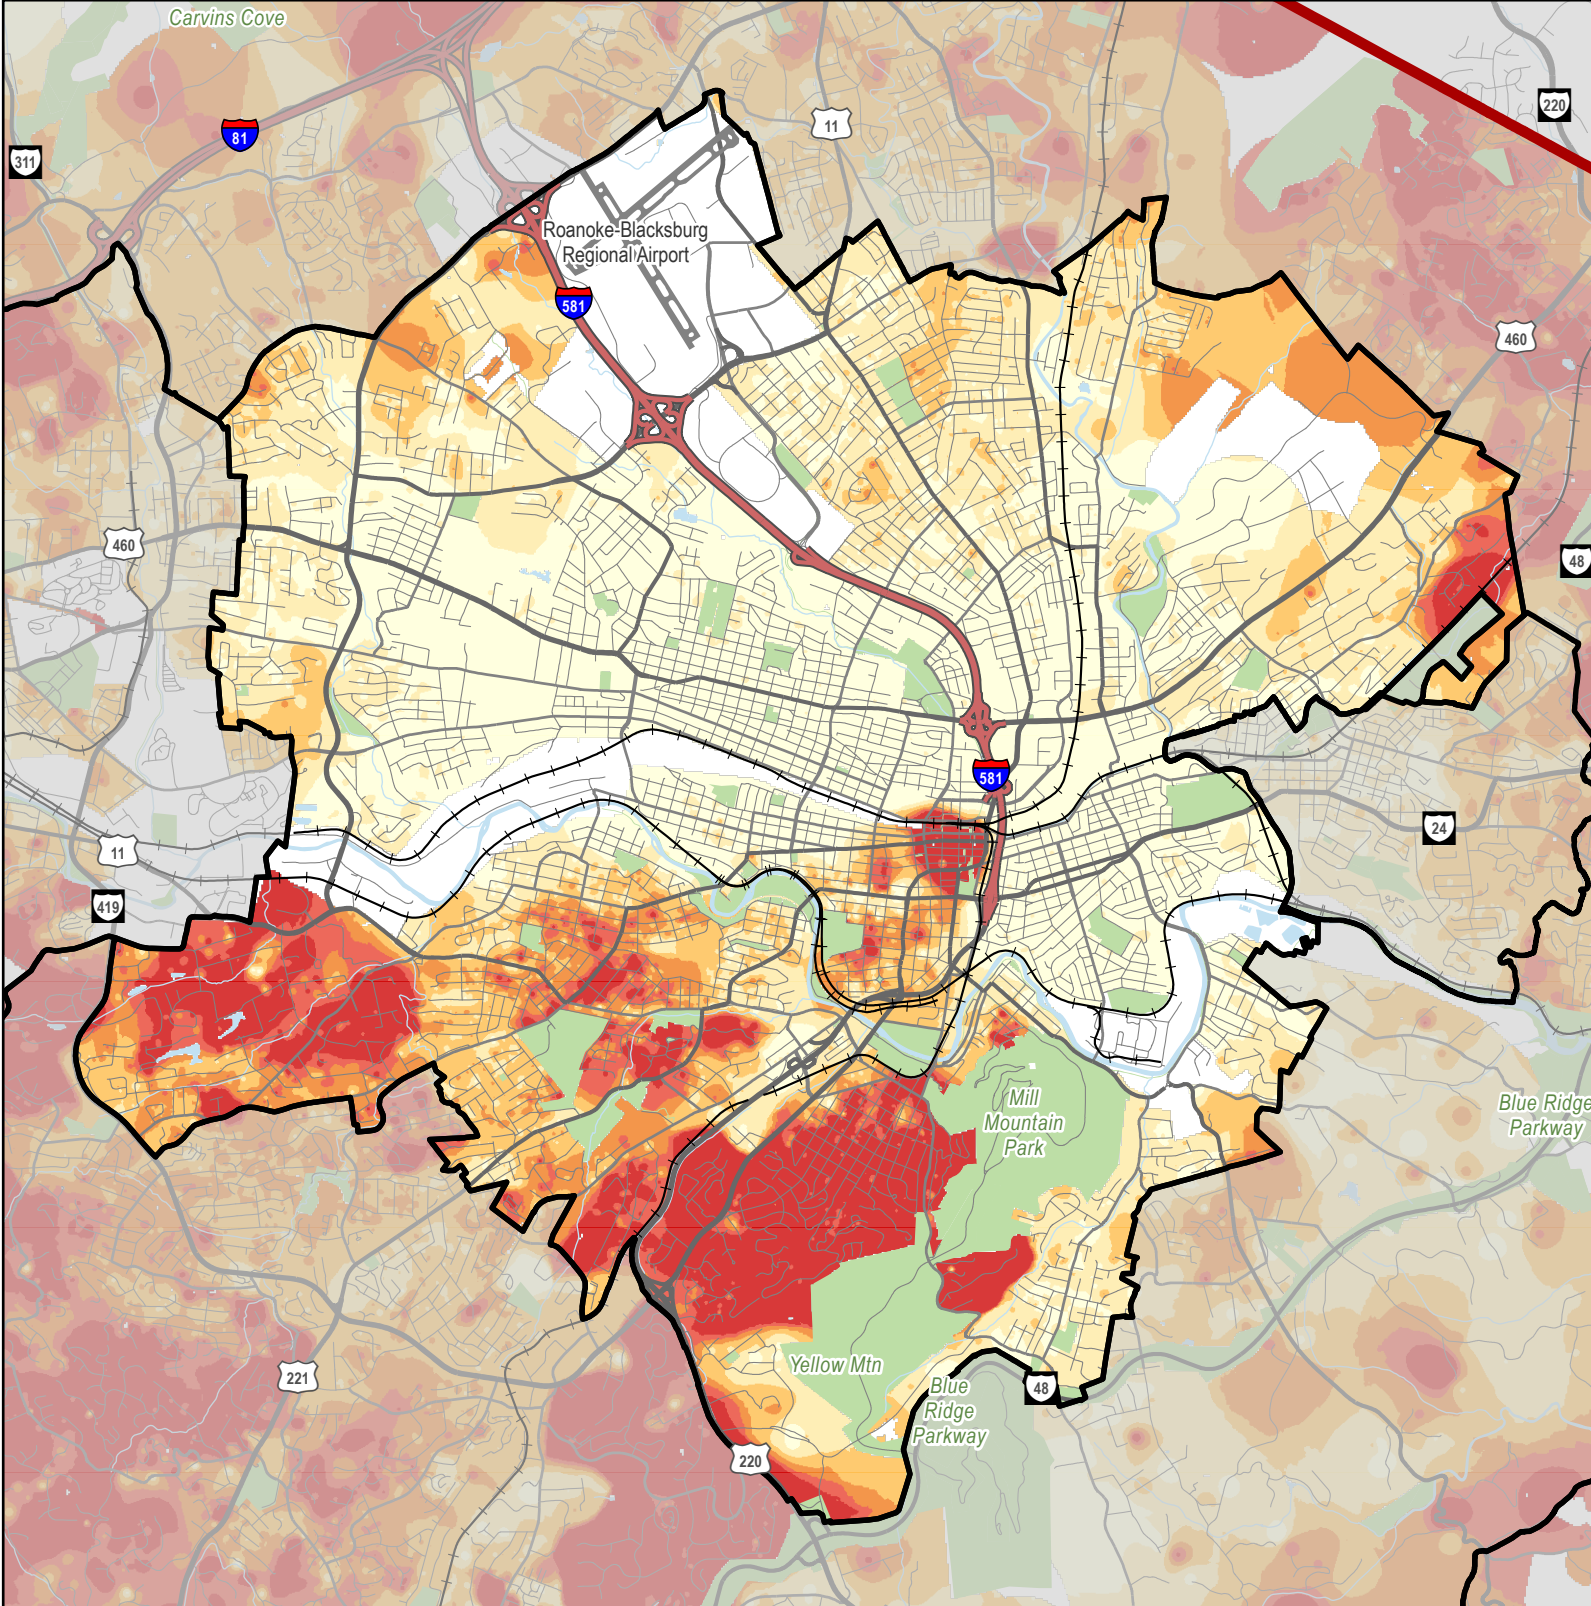 Carvins Cove
220
11
81
311
Roanoke-Blacksburg
Regional Airport
581
460
460
48
581
24
11
419
Mill
Mountain
Park
Blue Ridge
Parkway
Yellow Mtn
221
Blue
Ridge
Parkway
48
220